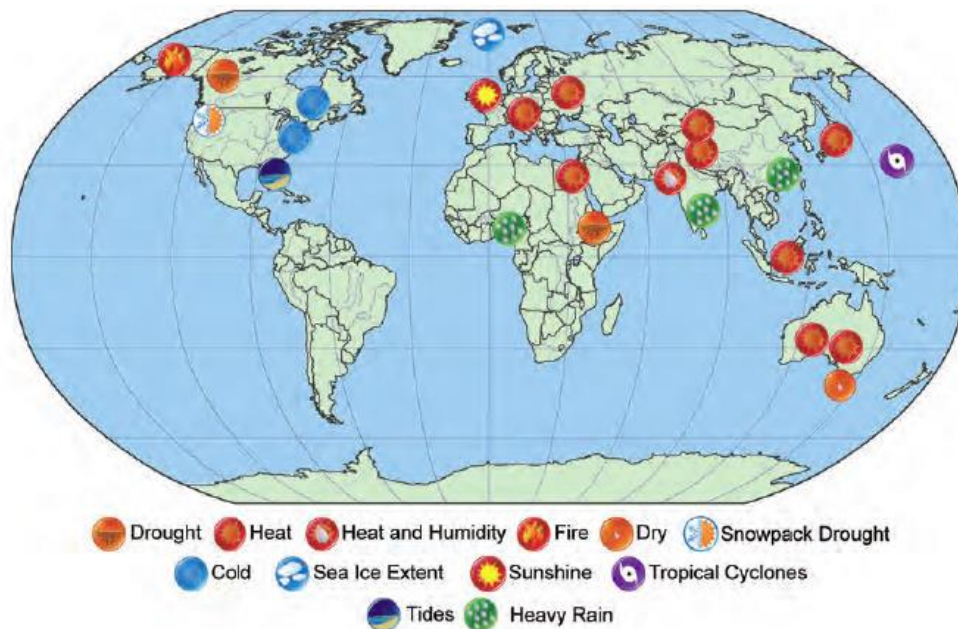 Drought Heat Heat and Humidity Fire Dry Snowpack Drought
Cold Sea Ice Extent Sunshine Tropical Cyclones
Tides Heavy Rain